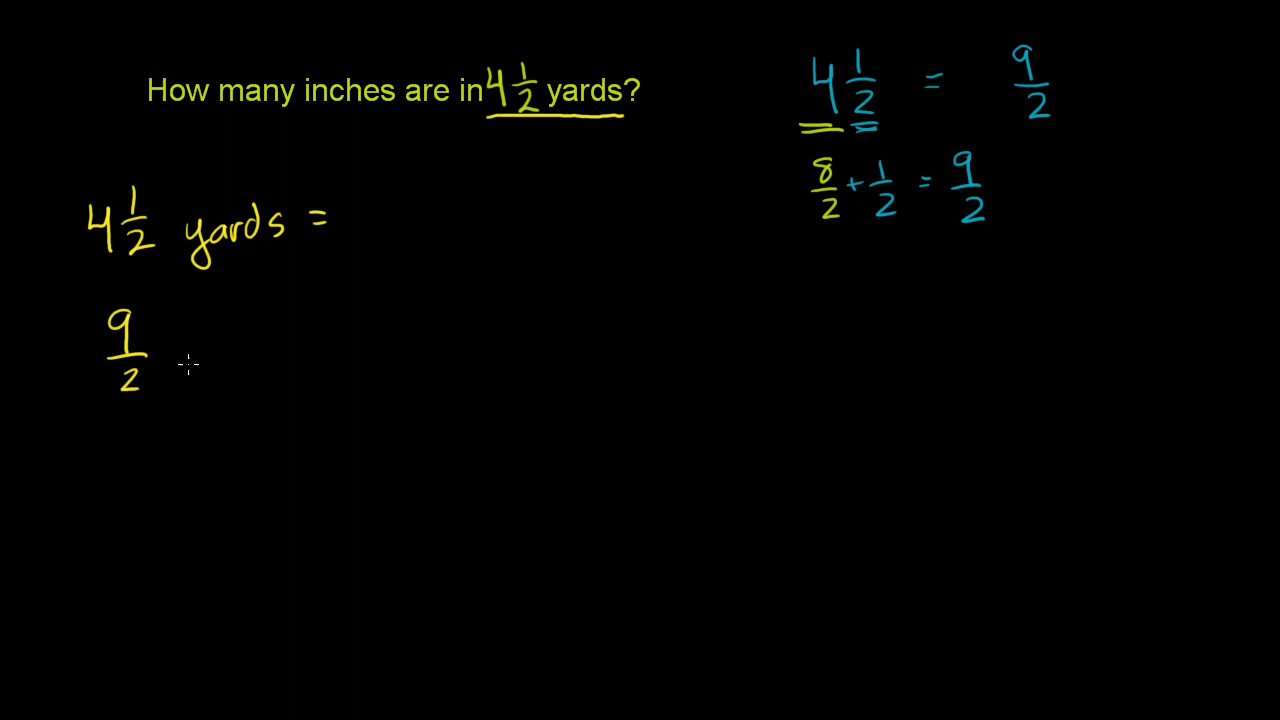 How many inches are in 4 1/2 yards?
4 1/2 = 9/2
8/2 + 1/2 = 9/2
4 1/2 yards =
9/2